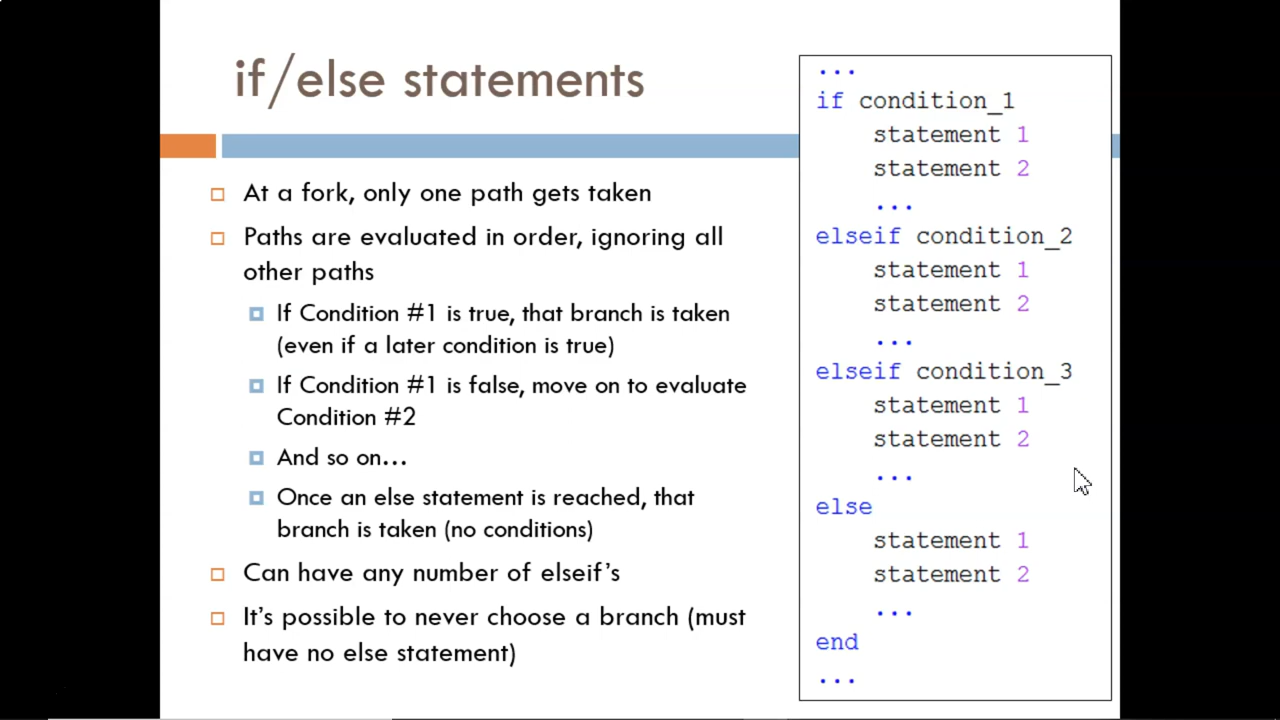 if/else statements
At a fork, only one path gets taken
Paths are evaluated in order, ignoring all
other paths
If Condition #1 is true, that branch is taken
(even if a later condition is true)
If Condition #1 is false, move on to evaluate
Condition #2
And so on...
Once an else statement is reached, that
branch is taken (no conditions)
Can have any number of elseif’s
It’s possible to never choose a branch (must
have no else statement)
...
if condition_1
statement 1
statement 2
...
elseif condition_2
statement 1
statement 2
...
elseif condition_3
statement 1
statement 2
...
else
statement 1
statement 2
...
end
...